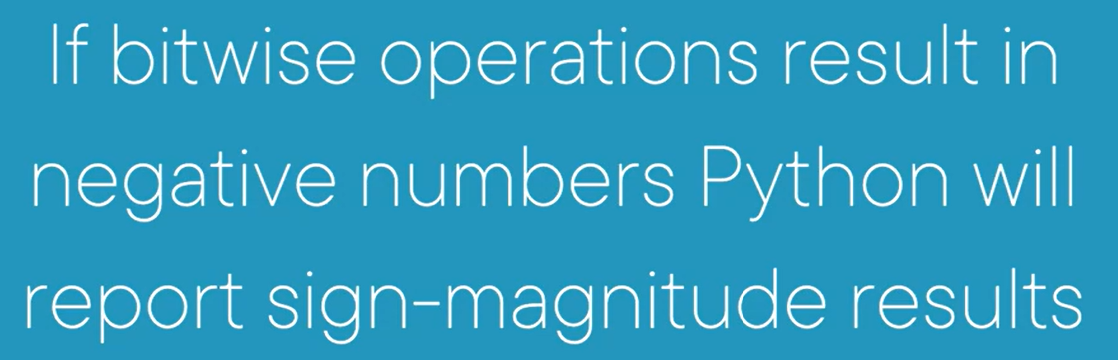 If bitwise operations result in
negative numbers Python will
report sign-magnitude results